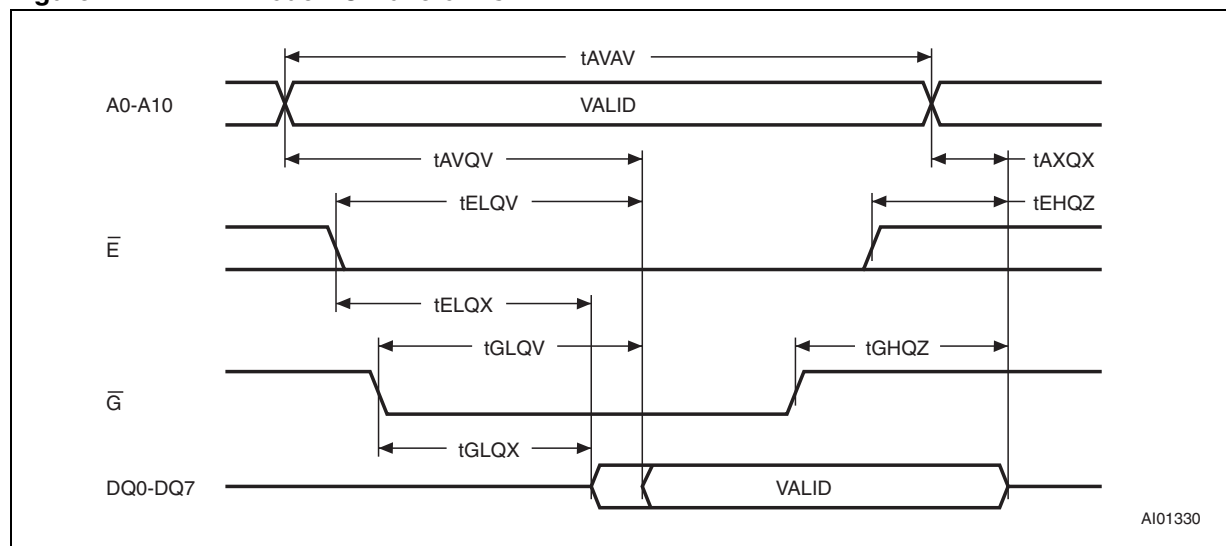 tAVAV
A0-A10
VALID
tAVQV
tAXQX
tELQV
tEHQZ
E
tELQX
tGLQV
tGHQZ
G
tGLQX
DQ0-DQ7
VALID
AI01330